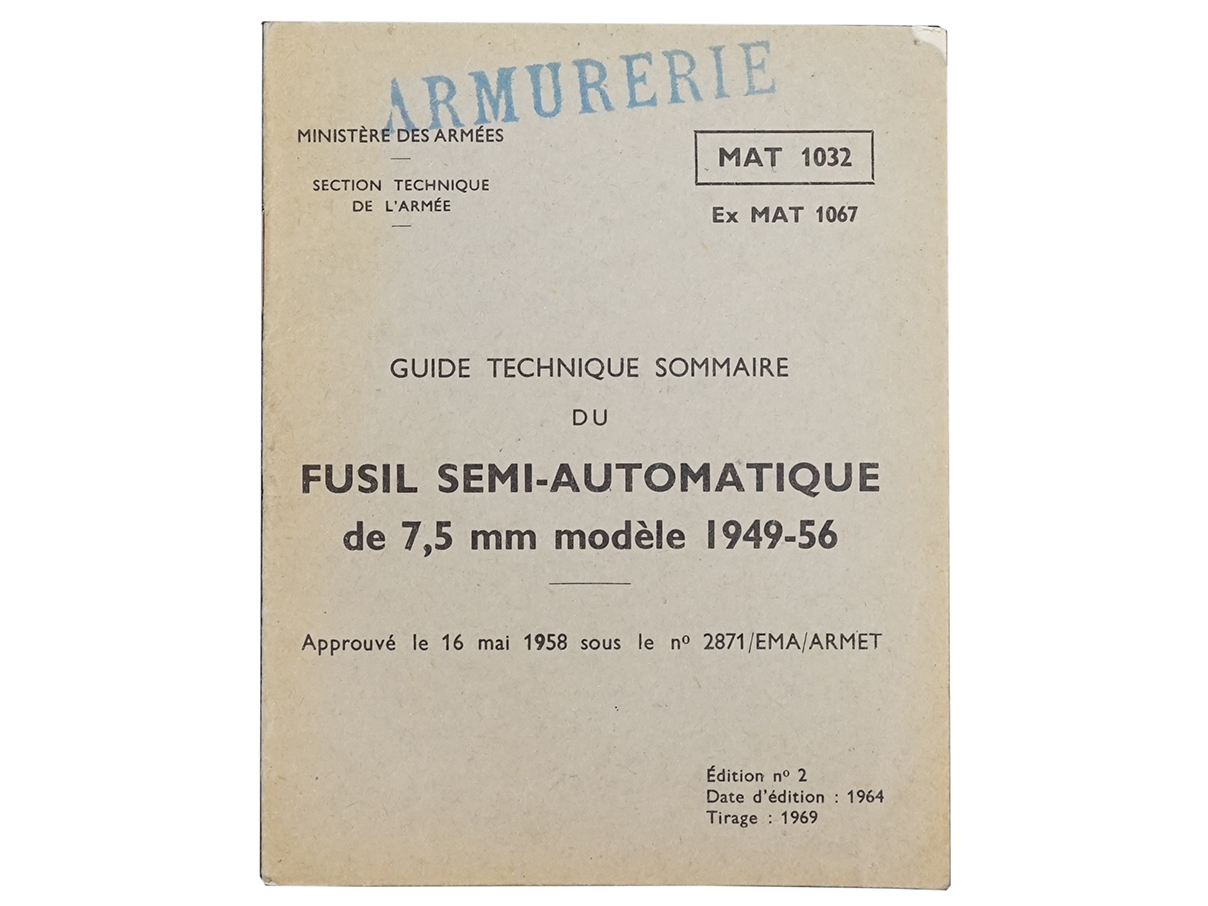 ARMURERIE
MINISTÈRE DES ARMÉES
SECTION TECHNIQUE
DE L'ARMÉE
MAT 1032
Ex MAT 1067
GUIDE TECHNIQUE SOMMAIRE
DU
FUSIL SEMI-AUTOMATIQUE
de 7,5 mm modèle 1949-56
Approuvé le 16 mai 1958 sous le nº 2871/EMA/ARMET
Édition nº 2
Date d'édition : 1964
Tirage : 1969